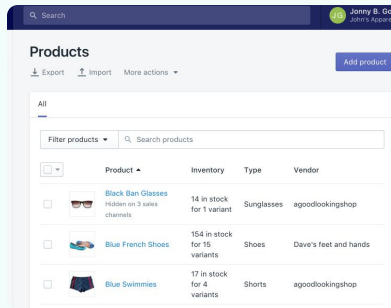 Search
JG
Jonny B. Go
John's Appare
Products
Export Import More actions
Add product
All
Filter products
Search products
Product Inventory Type Vendor
Black Ban Glasses
Hidden on 3 sales
channels
14 in stock
for 1 variant
Sunglasses
agoodlookingshop
Blue French Shoes
154 in stock
for 15
variants
Shoes
Dave's feet and hands
Blue Swimmies
17 in stock
for 4
variants
Shorts
agoodlookingshop